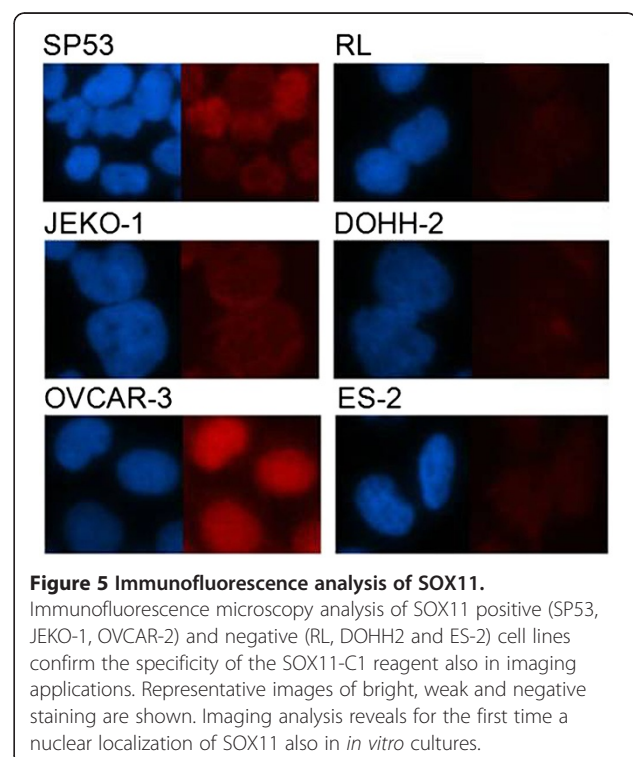 SP53
RL
JEKO-1
DOHH-2
OVCAR-3
ES-2
Figure 5 Immunofluorescence analysis of SOX11.
Immunofluorescence microscopy analysis of SOX11 positive (SP53,
JEKO-1, OVCAR-2) and negative (RL, DOHH2 and ES-2) cell lines
confirm the specificity of the SOX11-C1 reagent also in imaging
applications. Representative images of bright, weak and negative
staining are shown. Imaging analysis reveals for the first time a
nuclear localization of SOX11 also in in vitro cultures.